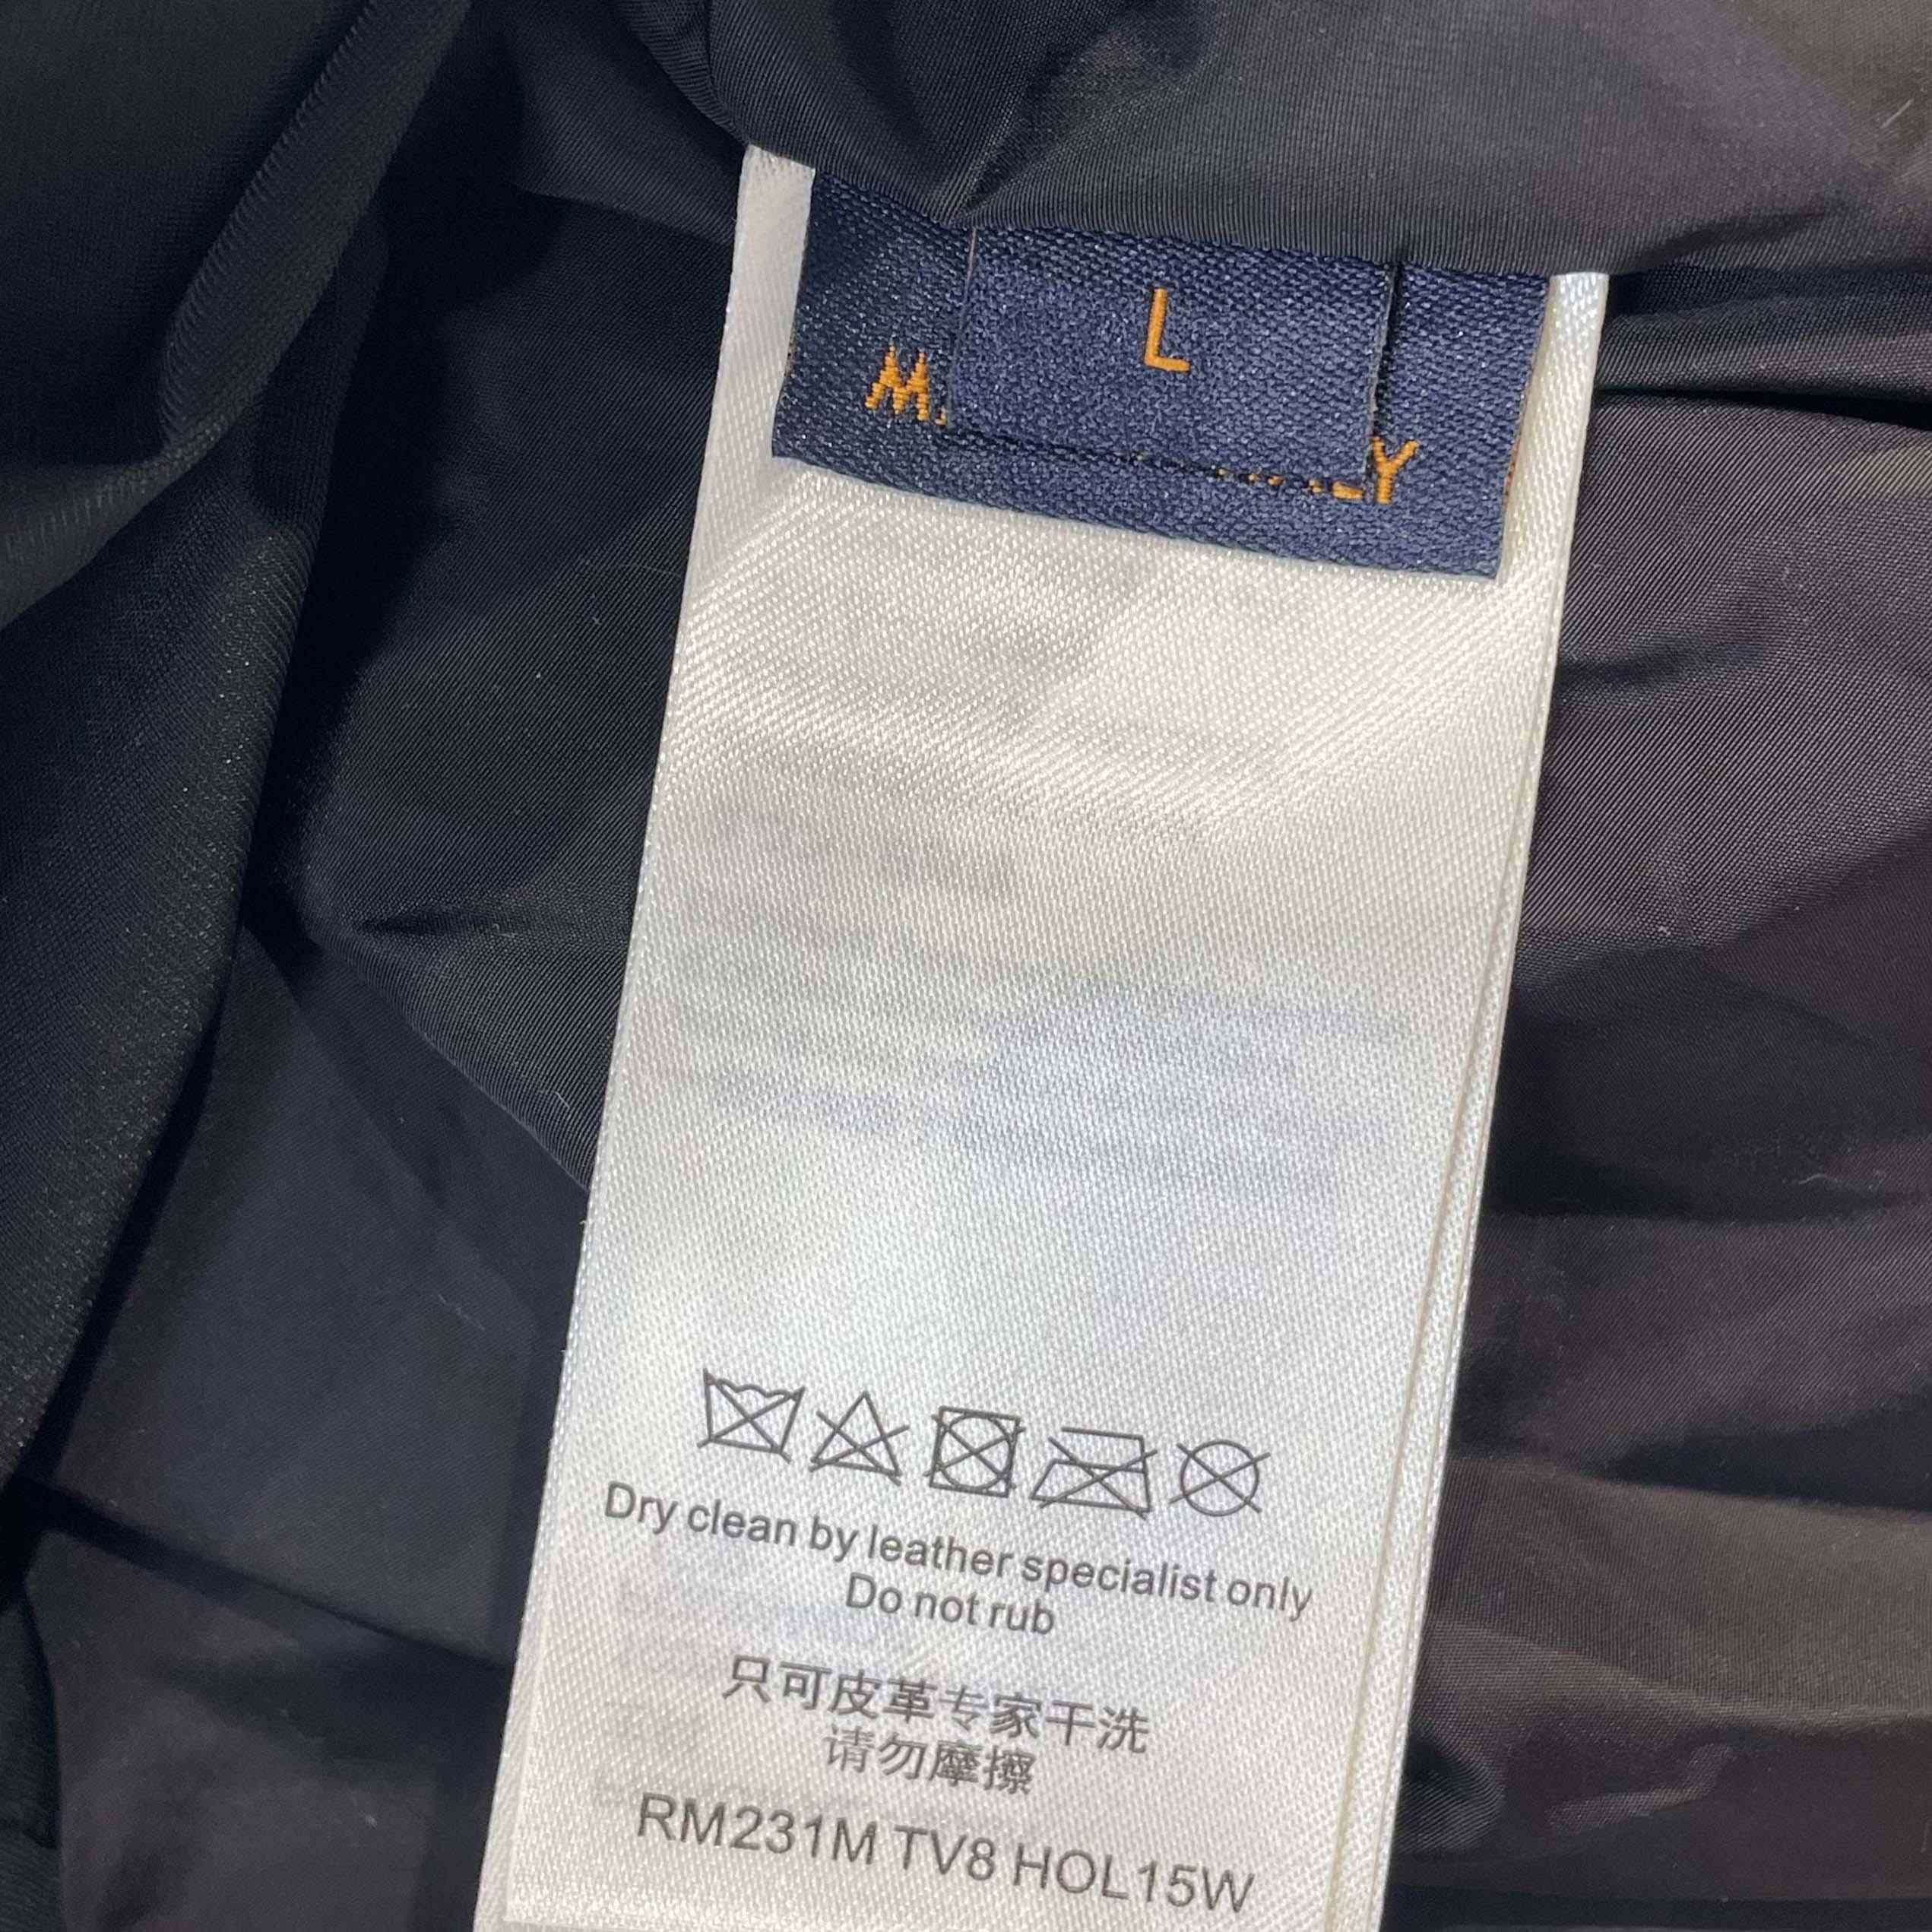 L
Dry clean by leather specialist only
Do not rub
只可皮革专家干洗
请勿摩擦
RM231M TV8 HOL15W